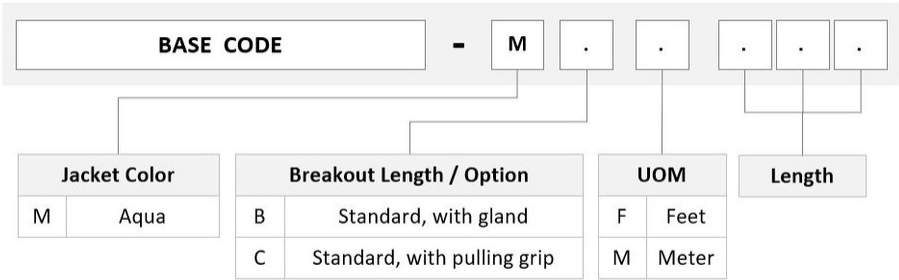 BASE CODE - M . . . . .
Jacket Color
M Aqua
Breakout Length / Option
B Standard, with gland
C Standard, with pulling grip
UOM
F Feet
M Meter
Length